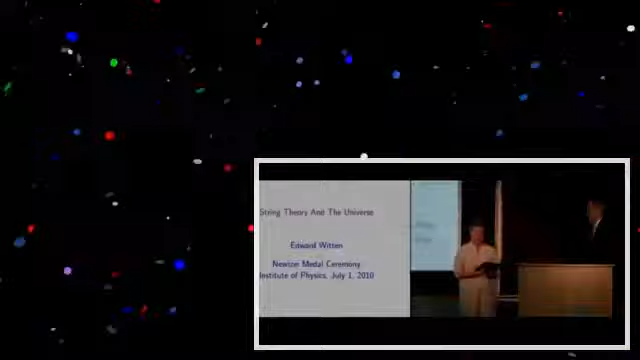 String Theory And The Universe
Edward Witten
Newton Medal Ceremony
Institute of Physics, July 1, 2010